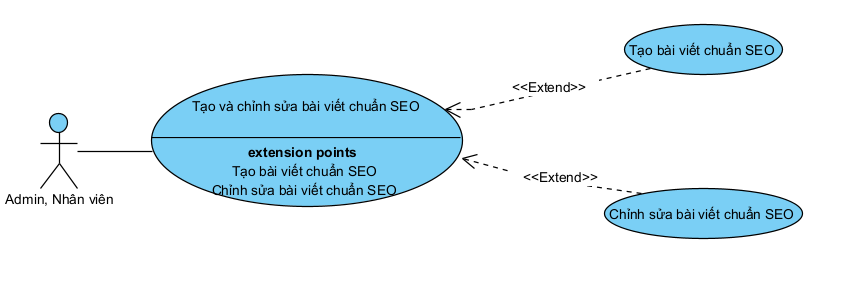 Tạo bài viết chuẩn SEO
<<Extend>>
Tạo và chỉnh sửa bài viết chuẩn SEO
extension points
Tạo bài viết chuẩn SEO
Chỉnh sửa bài viết chuẩn SEO
<<Extend>>
Admin, Nhân viên
Chỉnh sửa bài viết chuẩn SEO